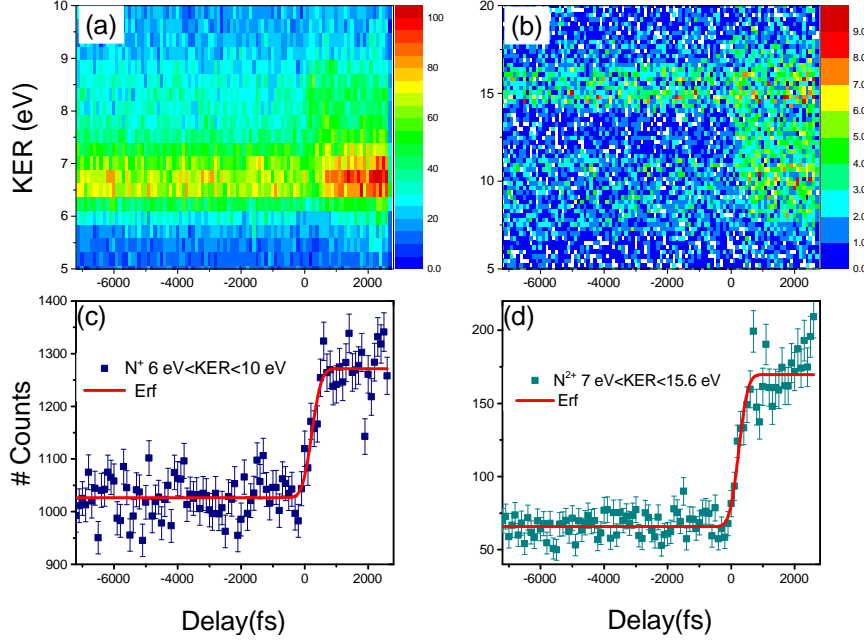 (a)
10
9
8
7
6
5
KER (eV)
-6000 -4000 -2000 0 2000
100
80
60
40
20
0.0
(b)
20
15
10
5
-6000 -4000 -2000 0 2000
9.0
8.0
7.0
6.0
5.0
4.0
3.0
2.0
1.0
0.0
(c)
1400
1300
1200
1100
1000
900
# Counts
N⁺ 6 eV<KER<10 eV
Erf
-6000 -4000 -2000 0 2000
Delay(fs)
(d)
200
150
100
50
N²⁺ 7 eV<KER<15.6 eV
Erf
-6000 -4000 -2000 0 2000
Delay(fs)